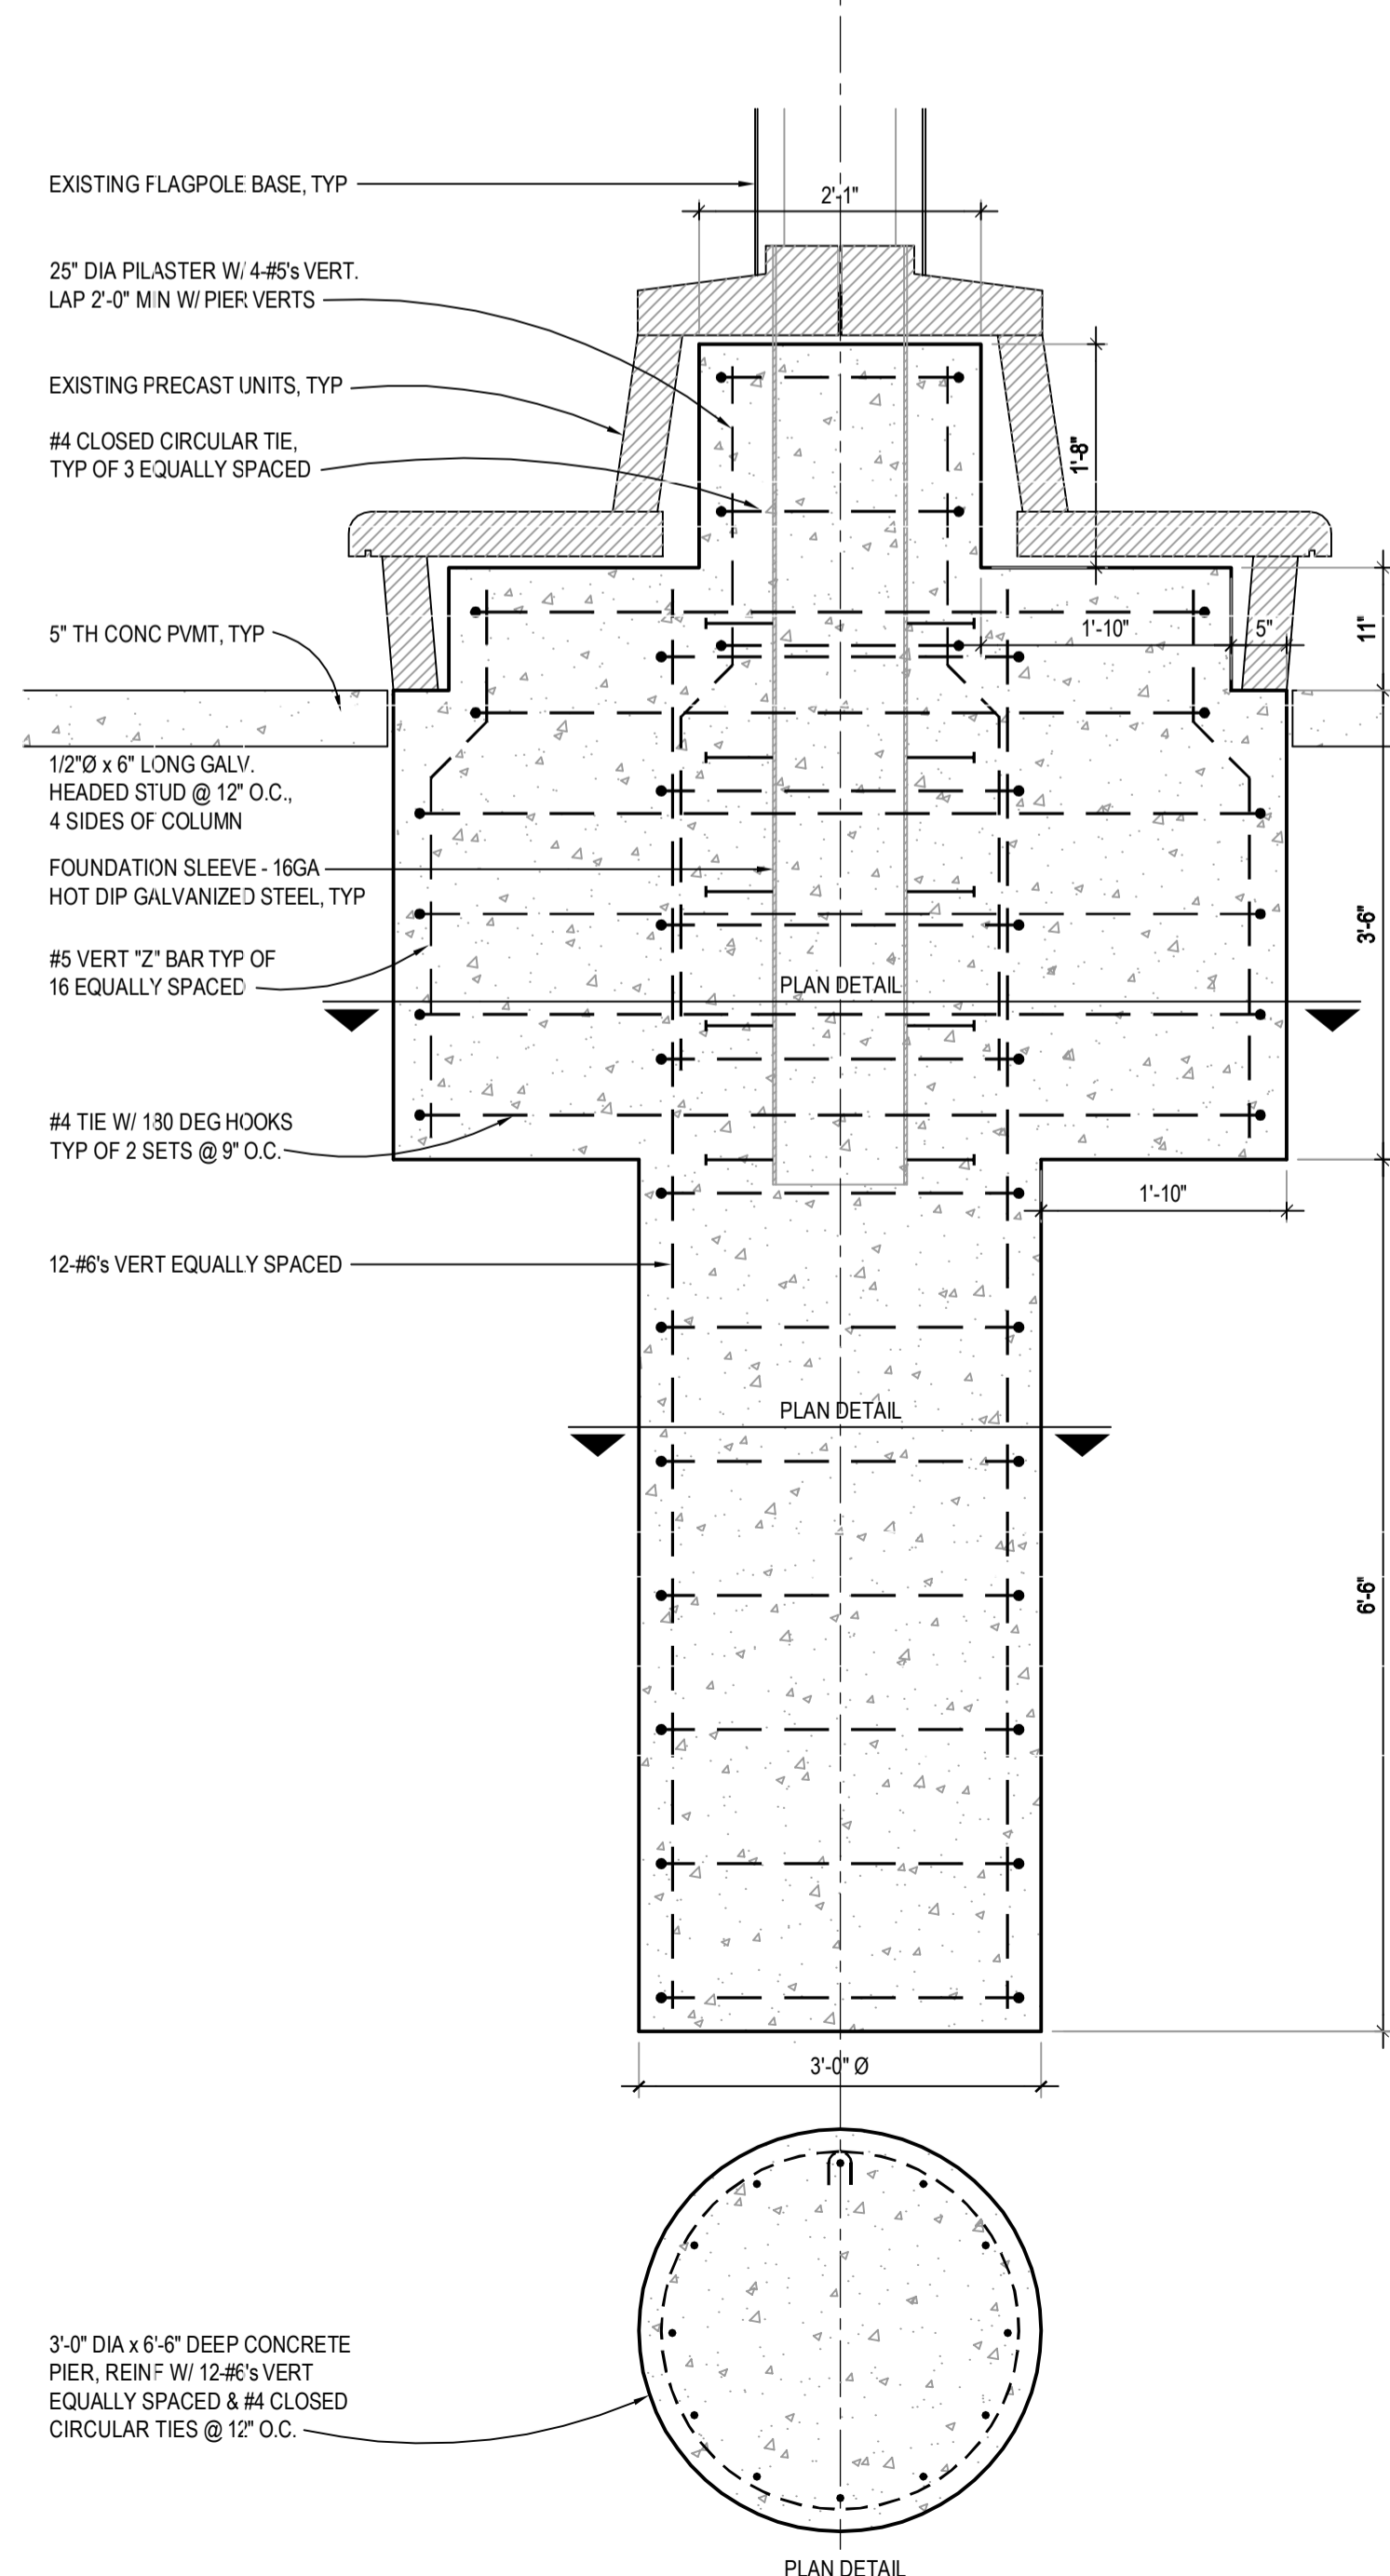 EXISTING FLAGPOLE BASE, TYP
2'-1"
25" DIA PILASTER W/ 4-#5's VERT.
LAP 2'-0" MIN W/ PIER VERTS
EXISTING PRECAST UNITS, TYP
#4 CLOSED CIRCULAR TIE,
TYP OF 3 EQUALLY SPACED
1'-8"
5" TH CONC PVMT, TYP
1'-10"
5"
11"
1/2"Ø x 6" LONG GALV.
HEADED STUD @ 12" O.C.,
4 SIDES OF COLUMN
FOUNDATION SLEEVE - 16GA
HOT DIP GALVANIZED STEEL, TYP
3'-6"
#5 VERT "Z" BAR TYP OF
16 EQUALLY SPACED
PLAN DETAIL
#4 TIE W/ 180 DEG HOOKS
TYP OF 2 SETS @ 9" O.C.
1'-10"
12-#6's VERT EQUALLY SPACED
PLAN DETAIL
6'-6"
3'-0" Ø
3'-0" DIA x 6'-6" DEEP CONCRETE
PIER, REINF W/ 12-#6's VERT
EQUALLY SPACED & #4 CLOSED
CIRCULAR TIES @ 12" O.C.
PLAN DETAIL